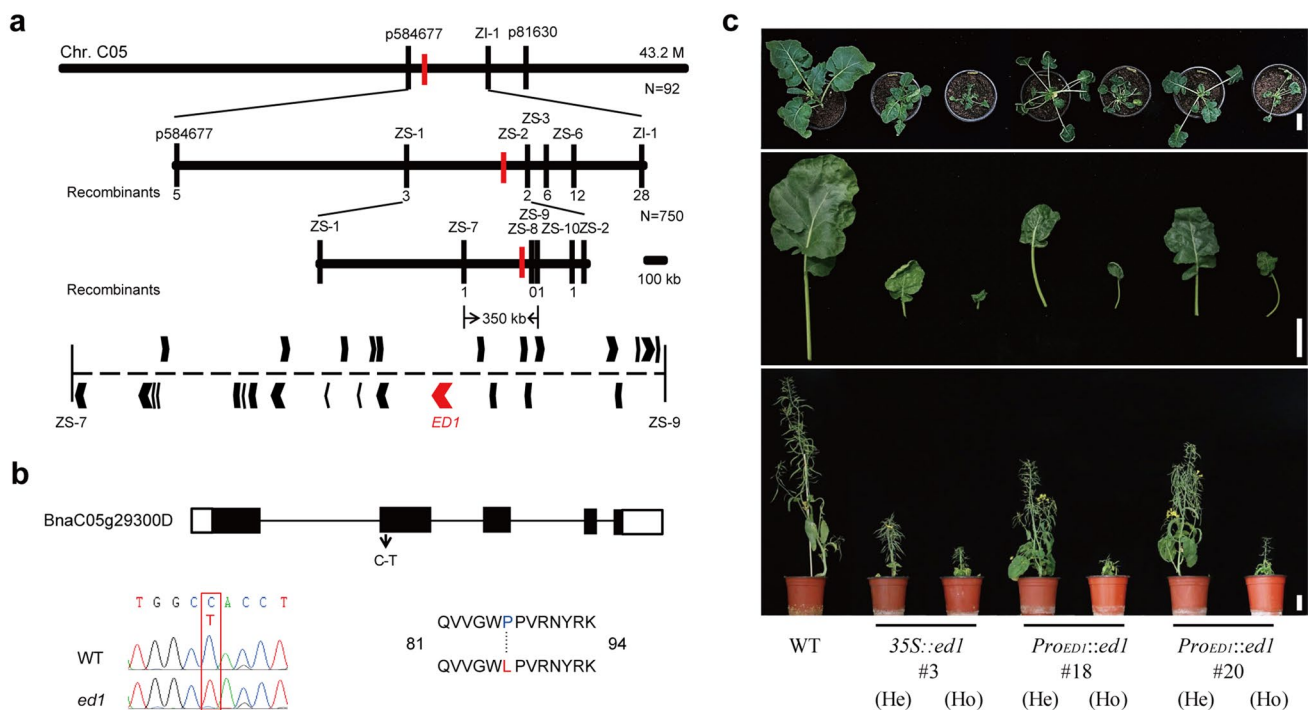 a
p584677 ZI-1 p81630
Chr. C05 43.2 M
N=92
p584677 ZS-1 ZS-2 ZS-3 ZS-6 ZI-1
Recombinants 5 3 2 6 12 28
N=750
ZS-1 ZS-7 ZS-8 ZS-9 ZS-10 ZS-2
100 kb
Recombinants 1 0 1 1
350 kb
ED1
ZS-7 ZS-9
b
BnaC05g29300D
C-T
T G G C C A C C T
T
WT
ed1
QVVGWPPVRNYRK
81 94
QVVGWLPVRNYRK
c
WT 35S::ed1 ProED1::ed1 ProED1::ed1
#3 #18 #20
(He) (Ho) (He) (Ho) (He) (Ho)